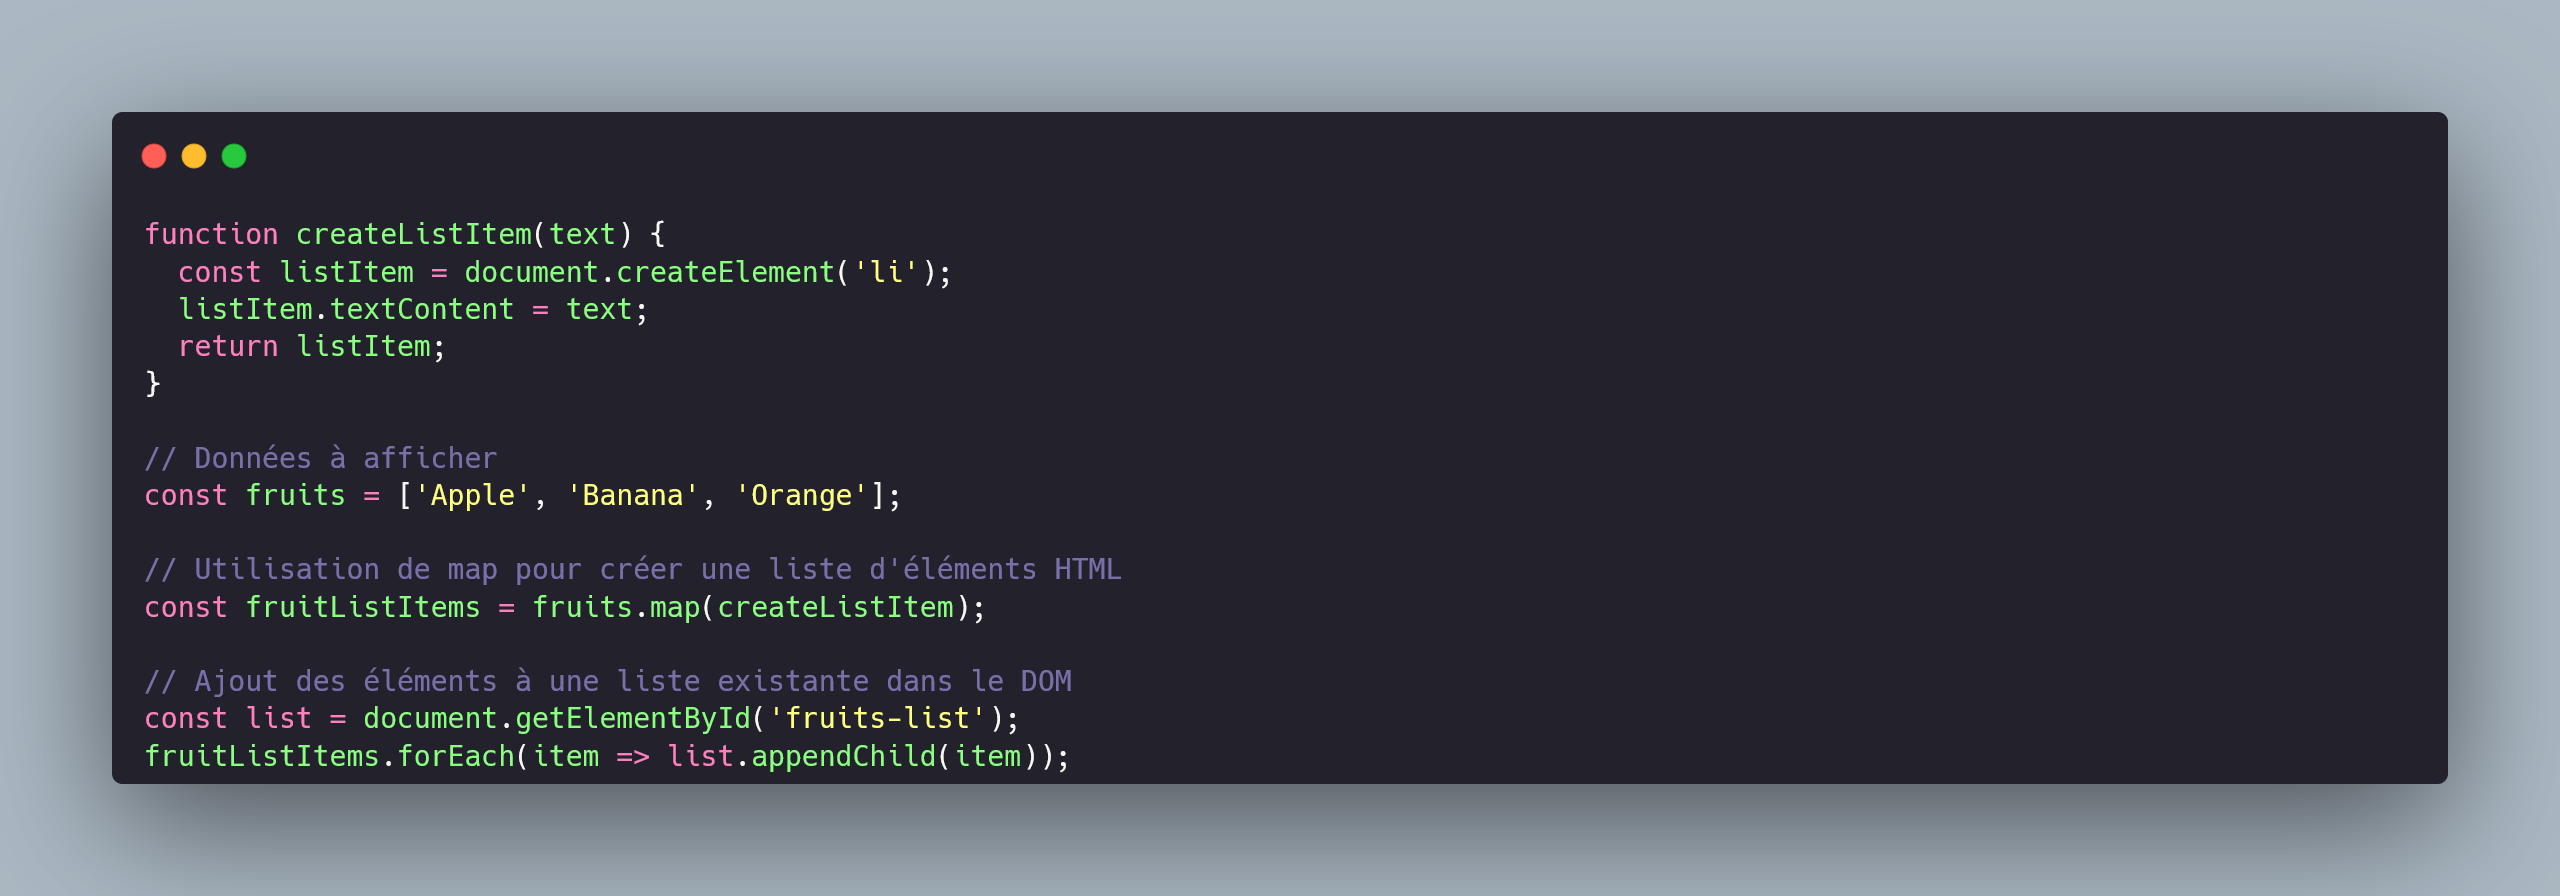 function createListItem(text) {
  const listItem = document.createElement('li');
  listItem.textContent = text;
  return listItem;
}

// Données à afficher
const fruits = ['Apple', 'Banana', 'Orange'];

// Utilisation de map pour créer une liste d'éléments HTML
const fruitListItems = fruits.map(createListItem);

// Ajout des éléments à une liste existante dans le DOM
const list = document.getElementById('fruits-list');
fruitListItems.forEach(item => list.appendChild(item));